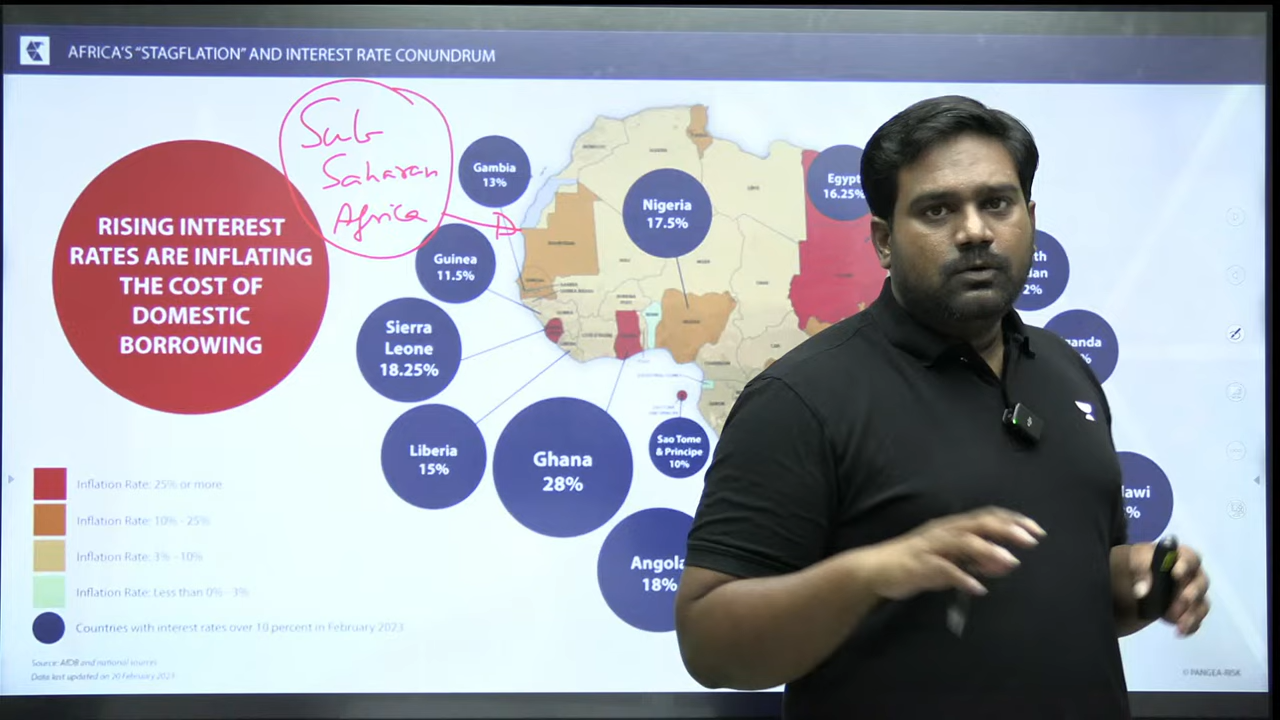 AFRICA'S "STAGFLATION" AND INTEREST RATE CONUNDRUM
Sub
Saharan
Africa
RISING INTEREST
RATES ARE INFLATING
THE COST OF
DOMESTIC
BORROWING
Gambia
13%
Nigeria
17.5%
Egypt
16.25%
Guinea
11.5%
Sierra
Leone
18.25%
Liberia
15%
Ghana
28%
Sao Tome
& Principe
10%
Angola
18%
Inflation Rate: 25% or more
Inflation Rate: 10% - 25%
Inflation Rate: 3% - 10%
Inflation Rate: Less than 0% - 3%
Countries with interest rates over 10 percent in February 2023
Source: AfDB and national sources
Data last updated on 20 February 2023
© PANGEA-RISK